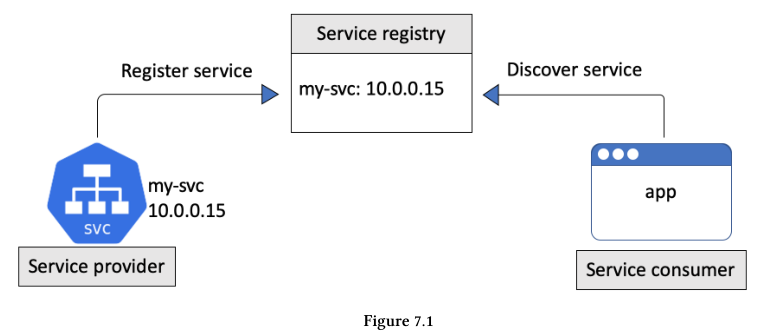 Service registry
Register service
Discover service
my-svc: 10.0.0.15
my-svc
10.0.0.15
svc
app
Service provider
Service consumer
Figure 7.1